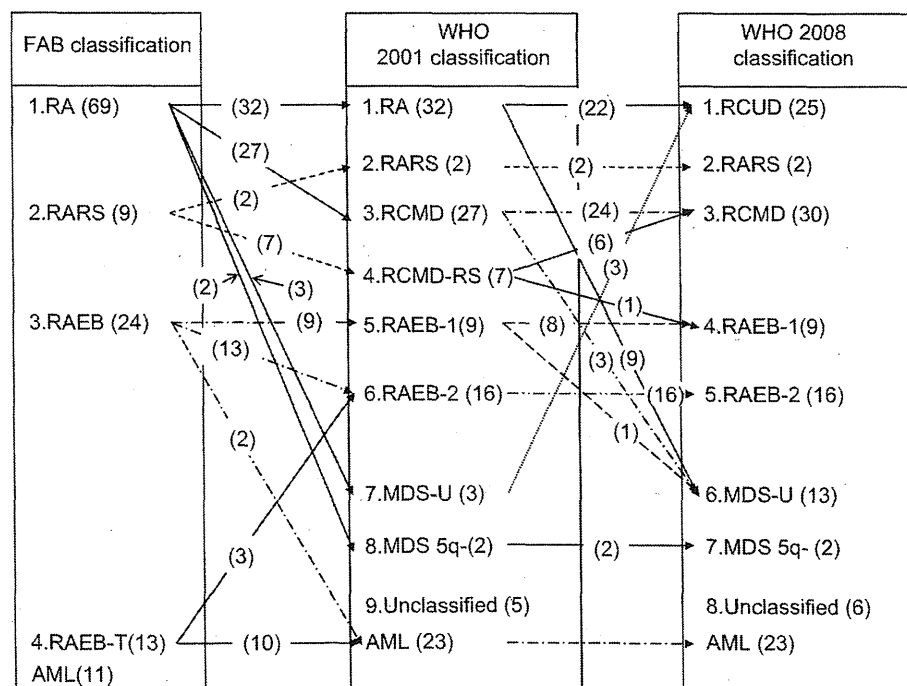 FAB classification
WHO
2001 classification
WHO 2008
classification
1.RA (69)
(32)
1.RA (32)
(22)
1.RCUD (25)
(27)
2.RARS (2)
(2)
2.RARS (2)
(2)
2.RARS (9)
3.RCMD (27)
(24)
3.RCMD (30)
(7)
(6)
(3)
4.RCMD-RS (7)
(2)
(3)
(1)
3.RAEB (24)
(9)
5.RAEB-1(9)
(8)
4.RAEB-1(9)
(13)
(3)
(9)
6.RAEB-2 (16)
(16)
5.RAEB-2 (16)
(2)
(1)
7.MDS-U (3)
6.MDS-U (13)
8.MDS 5q-(2)
(2)
7.MDS 5q- (2)
(3)
9.Unclassified (5)
8.Unclassified (6)
4.RAEB-T(13)
(10)
AML (23)
AML (23)
AML(11)